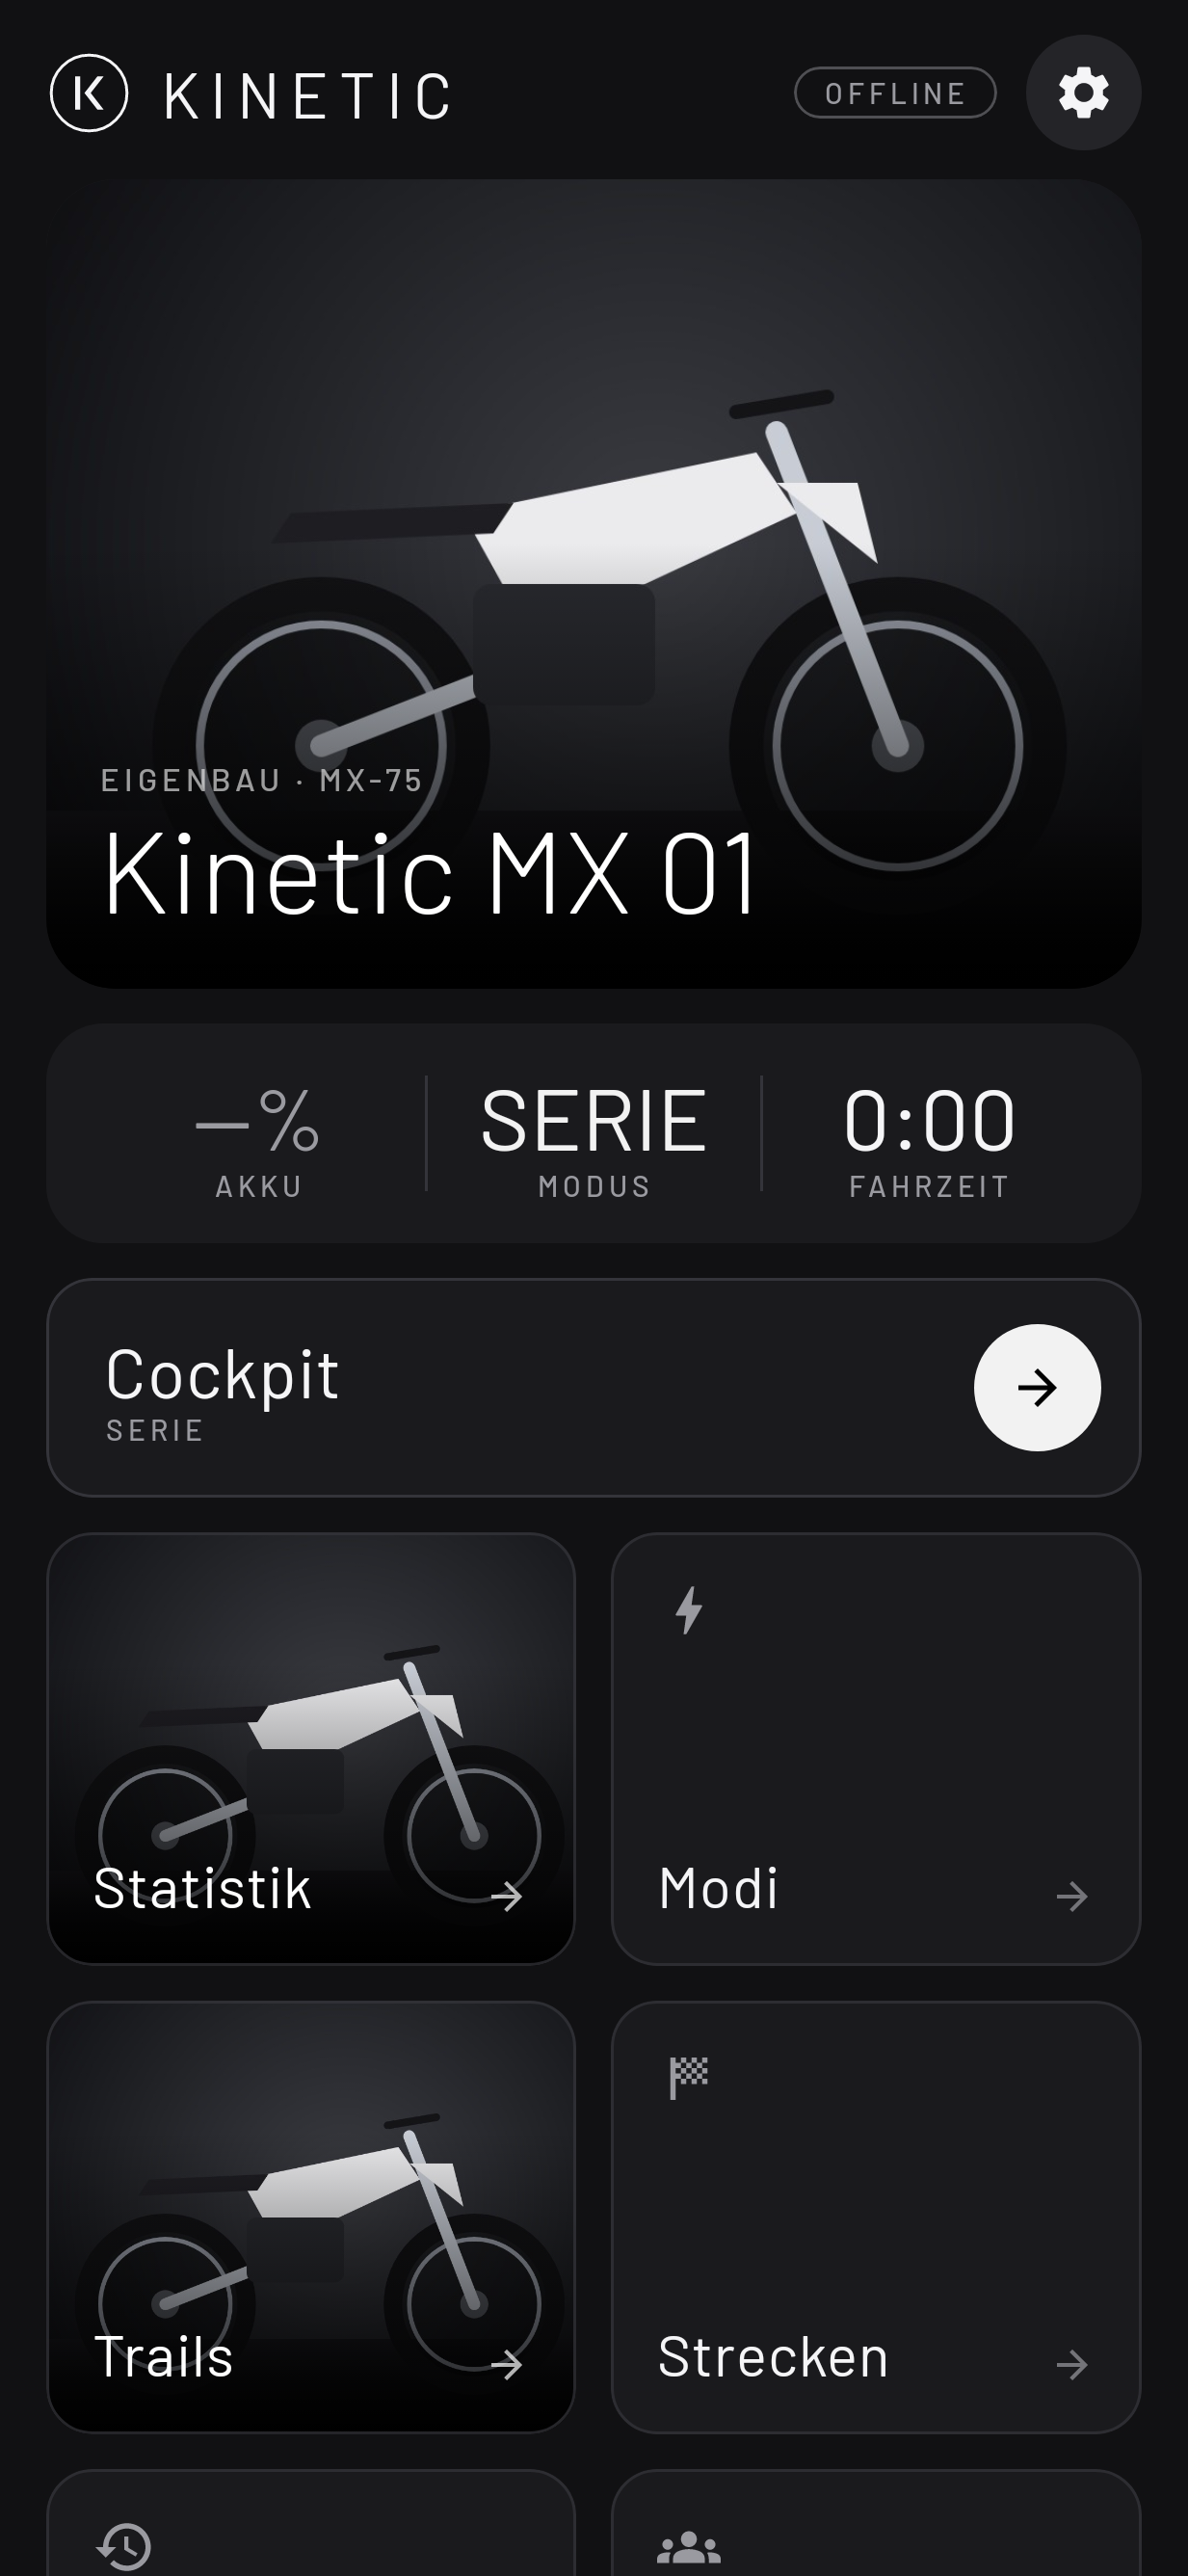 K KINETIC
OFFLINE
EIGENBAU · MX-75
Kinetic MX 01
—% SERIE 0:00
AKKU MODUS FAHRZEIT
Cockpit
SERIE
Statistik
Modi
Trails
Strecken